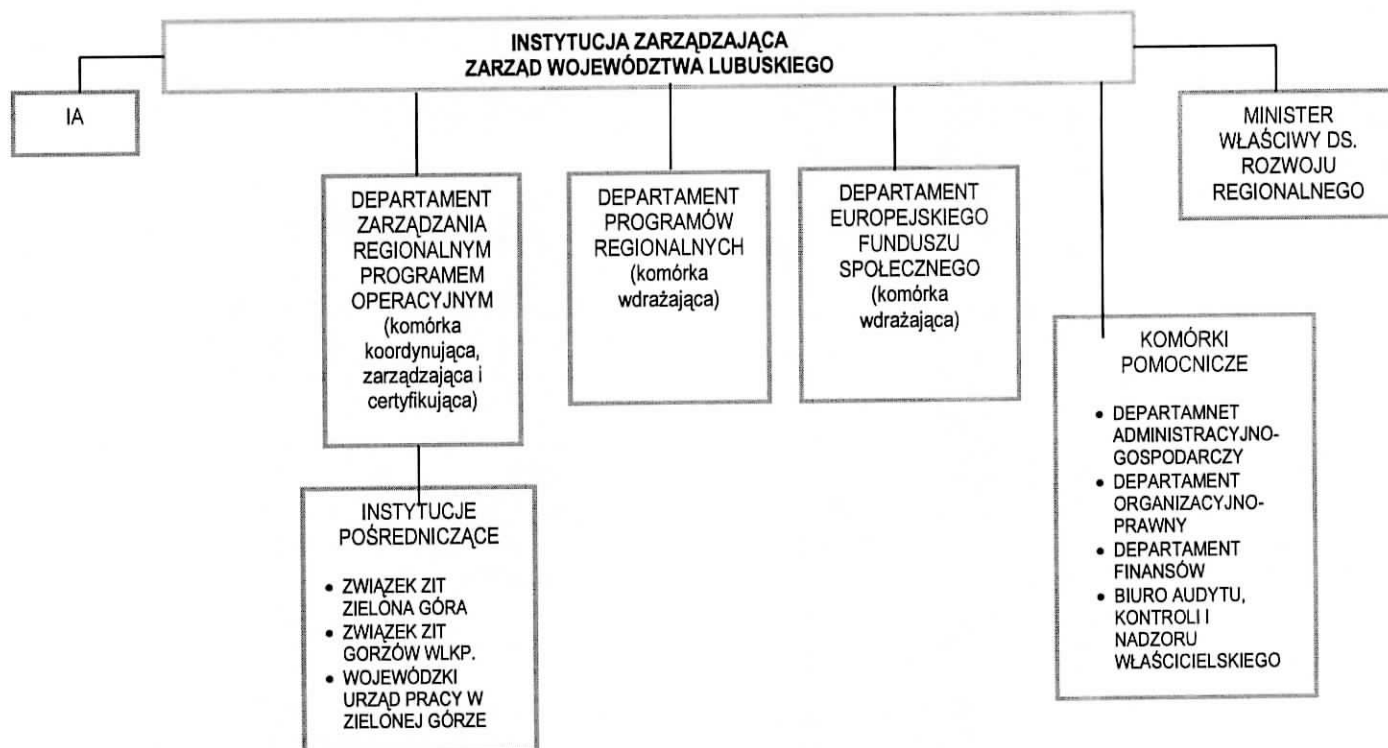 INSTYTUCJA ZARZĄDZAJĄCA
ZARZĄD WOJEWÓDZTWA LUBUSKIEGO
IA
MINISTER
WŁAŚCIWY DS.
ROZWOJU
REGIONALNEGO
DEPARTAMENT
ZARZĄDZANIA
REGIONALNYM
PROGRAMEM
OPERACYJNYM
(komórka
koordynująca,
zarządzająca i
certyfikująca)
DEPARTAMENT
PROGRAMÓW
REGIONALNYCH
(komórka
wdrażająca)
DEPARTAMENT
EUROPEJSKIEGO
FUNDUSZU
SPOŁECZNEGO
(komórka
wdrażająca)
KOMÓRKI
POMOCNICZE
• DEPARTAMNET
ADMINISTRACYJNO-
GOSPODARCZY
• DEPARTAMENT
ORGANIZACYJNO-
PRAWNY
• DEPARTAMENT
FINANSÓW
• BIURO AUDYTU,
KONTROLI I
NADZORU
WŁAŚCICIELSKIEGO
INSTYTUCJE
POŚREDNICZĄCE
• ZWIĄZEK ZIT
ZIELONA GÓRA
• ZWIĄZEK ZIT
GORZÓW WLKP.
• WOJEWÓDZKI
URZĄD PRACY W
ZIELONEJ GÓRZE